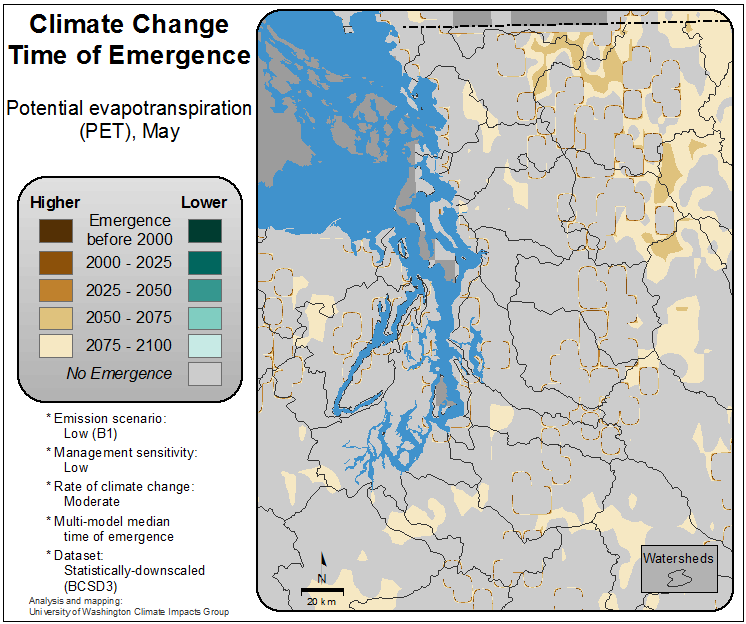 Climate Change
Time of Emergence
Potential evapotranspiration
(PET), May
Higher
Lower
Emergence
before 2000
2000 - 2025
2025 - 2050
2050 - 2075
2075 - 2100
No Emergence
* Emission scenario:
Low (B1)
* Management sensitivity:
Low
* Rate of climate change:
Moderate
* Multi-model median
time of emergence
* Dataset:
Statistically-downscaled
(BCSD3)
Analysis and mapping:
University of Washington Climate Impacts Group
N
20 km
Watersheds